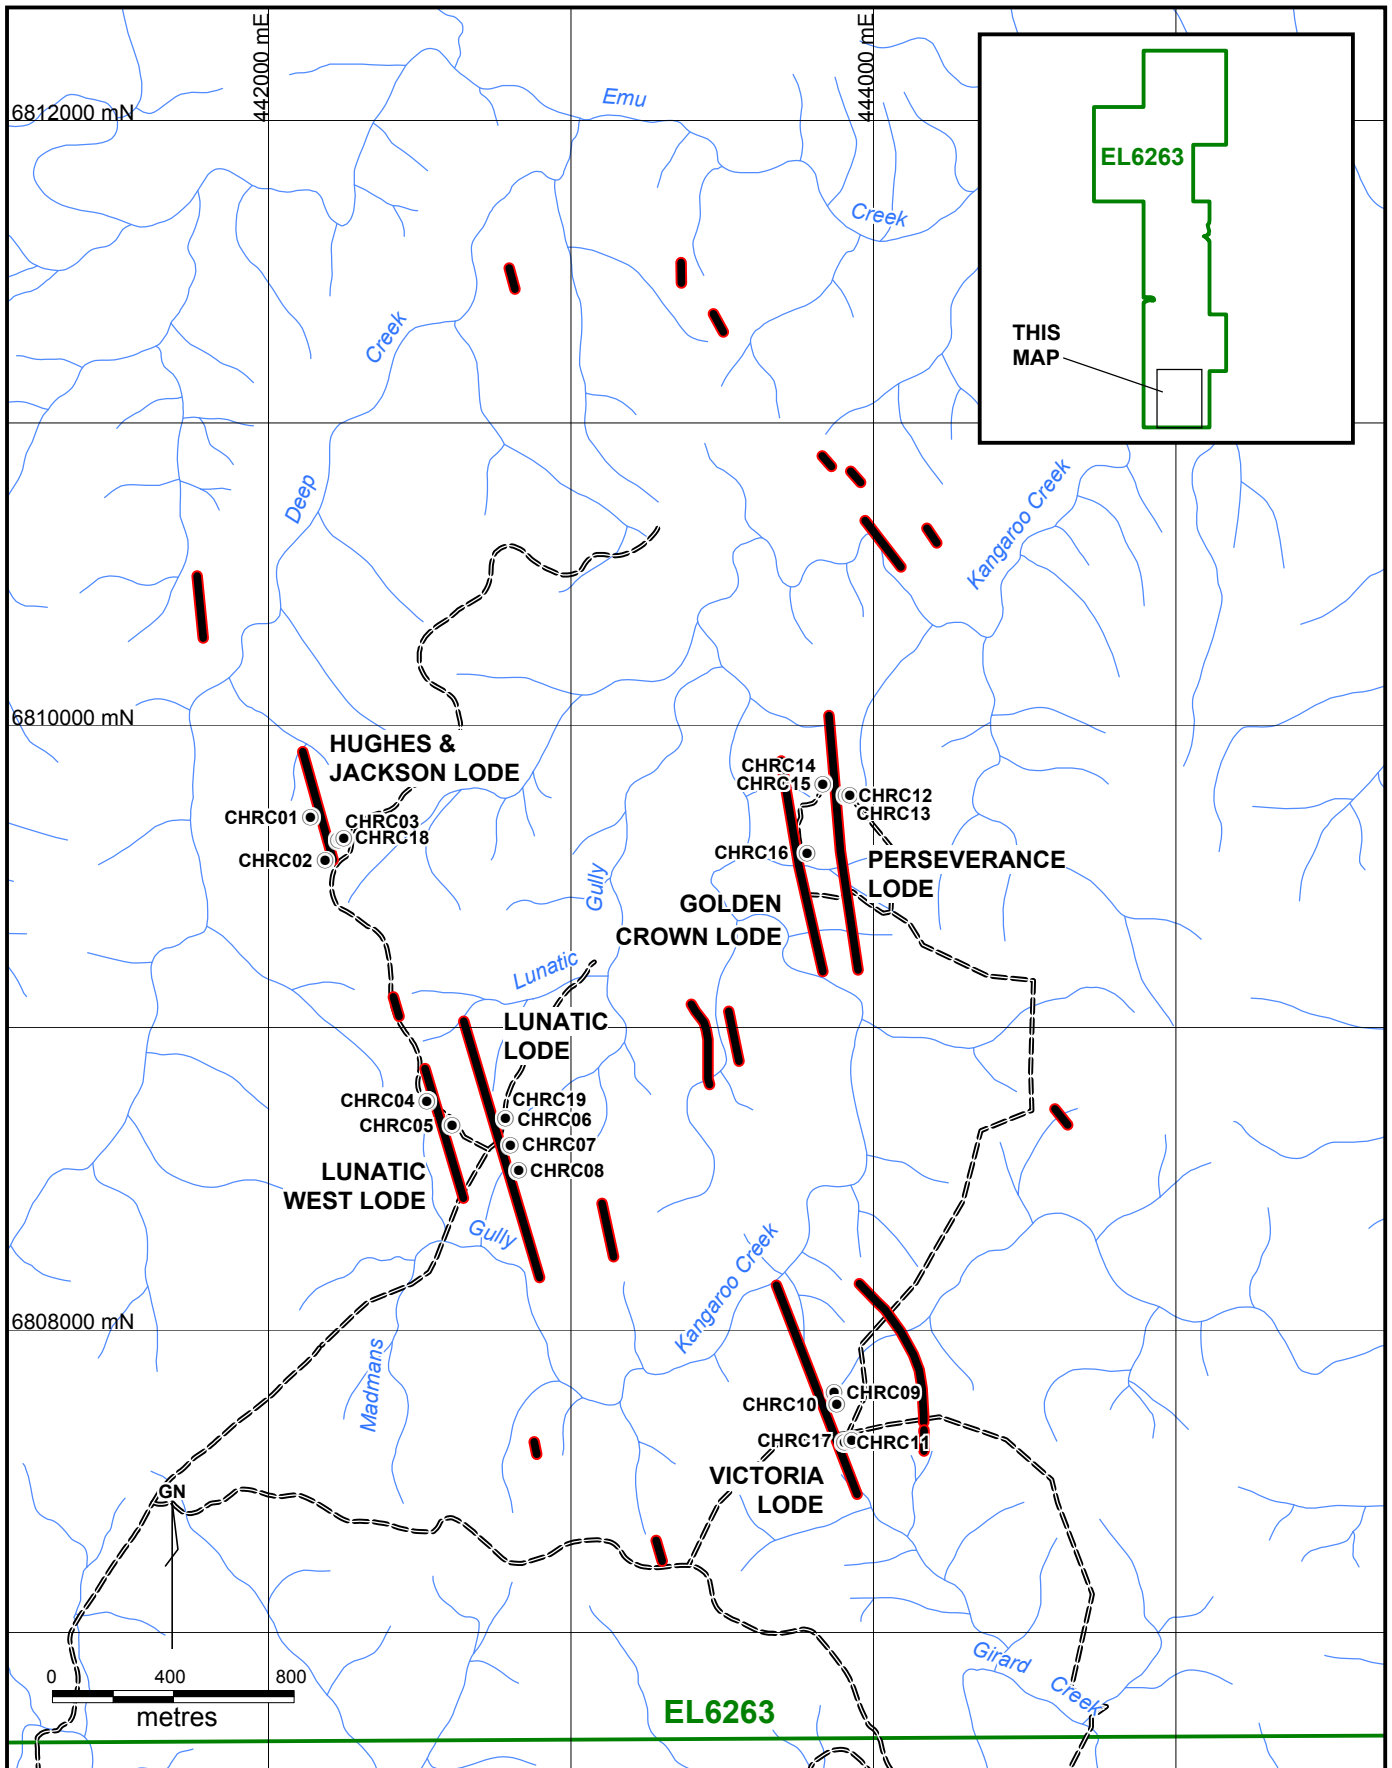 442000 mE
444000 mE
6812000 mN
Emu
Creek
EL6263
THIS
MAP
Creek
Deep
Kangaroo Creek
6810000 mN
HUGHES &
JACKSON LODE
CHRC14
CHRC15
CHRC12
CHRC13
CHRC01
CHRC03
CHRC18
CHRC02
CHRC16
PERSEVERANCE
LODE
Gully
GOLDEN
CROWN LODE
Lunatic
LUNATIC
LODE
CHRC04
CHRC19
CHRC06
CHRC05
CHRC07
CHRC08
LUNATIC
WEST LODE
Gully
Kangaroo Creek
6808000 mN
Madmans
CHRC09
CHRC10
CHRC17
CHRC11
VICTORIA
LODE
GN
Girard
Creek
0 400 800
metres
EL6263